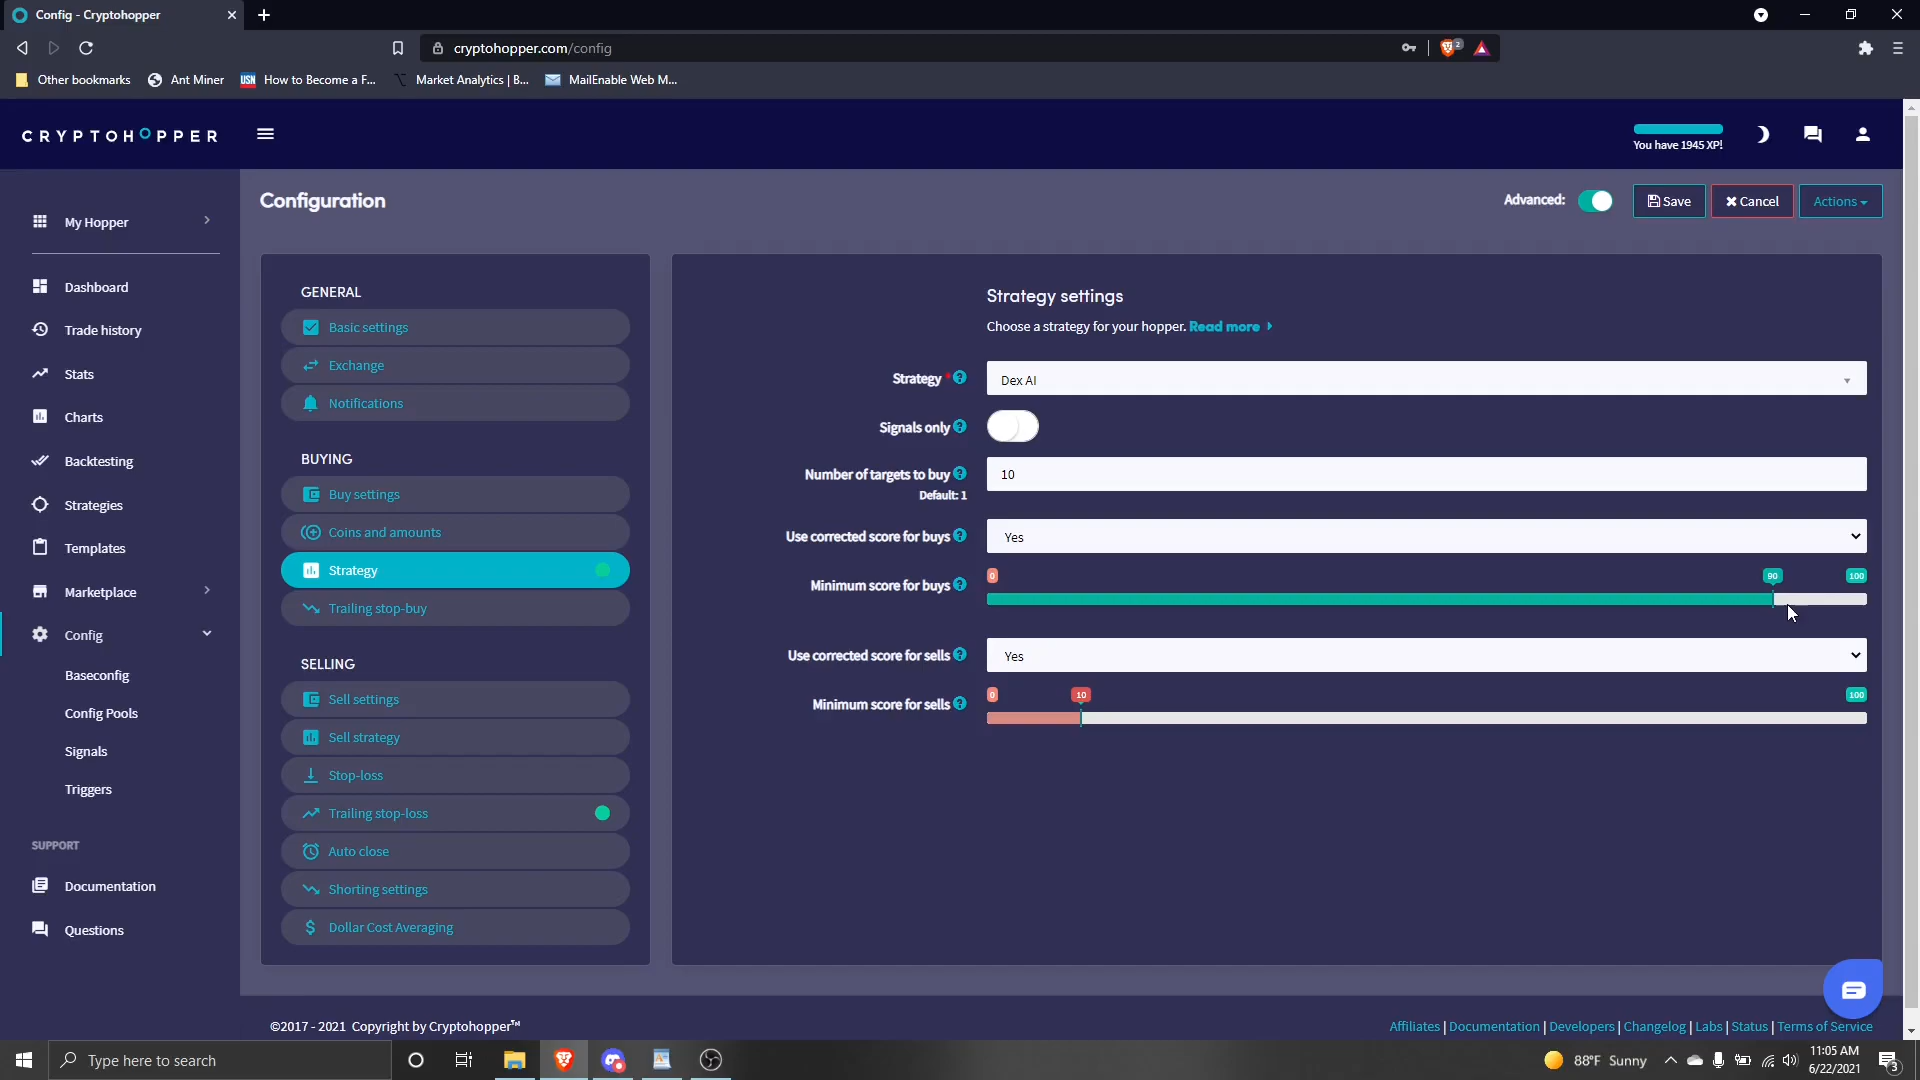 Config - Cryptohopper
cryptohopper.com/config
2
Other bookmarks
Ant Miner
USN How to Become a F...
Market Analytics | B...
MailEnable Web M...
CRYPTOHOPPER
You have 1945 XP!
My Hopper
Dashboard
Trade history
Stats
Charts
Backtesting
Strategies
Templates
Marketplace
Config
Baseconfig
Config Pools
Signals
Triggers
SUPPORT
Documentation
Questions
Configuration
Advanced:
Save
Cancel
Actions
GENERAL
Basic settings
Exchange
Notifications
BUYING
Buy settings
Coins and amounts
Strategy
Trailing stop-buy
SELLING
Sell settings
Sell strategy
Stop-loss
Trailing stop-loss
Auto close
Shorting settings
Dollar Cost Averaging
Strategy settings
Choose a strategy for your hopper. Read more
Strategy * ?
Dex AI
Signals only ?
Number of targets to buy ?
Default: 1
10
Use corrected score for buys ?
Yes
Minimum score for buys ?
0 90 100
Use corrected score for sells ?
Yes
Minimum score for sells ?
0 10 100
©2017 - 2021 Copyright by Cryptohopper™
Affiliates | Documentation | Developers | Changelog | Labs | Status | Terms of Service
Type here to search
88°F Sunny
11:05 AM
6/22/2021
3